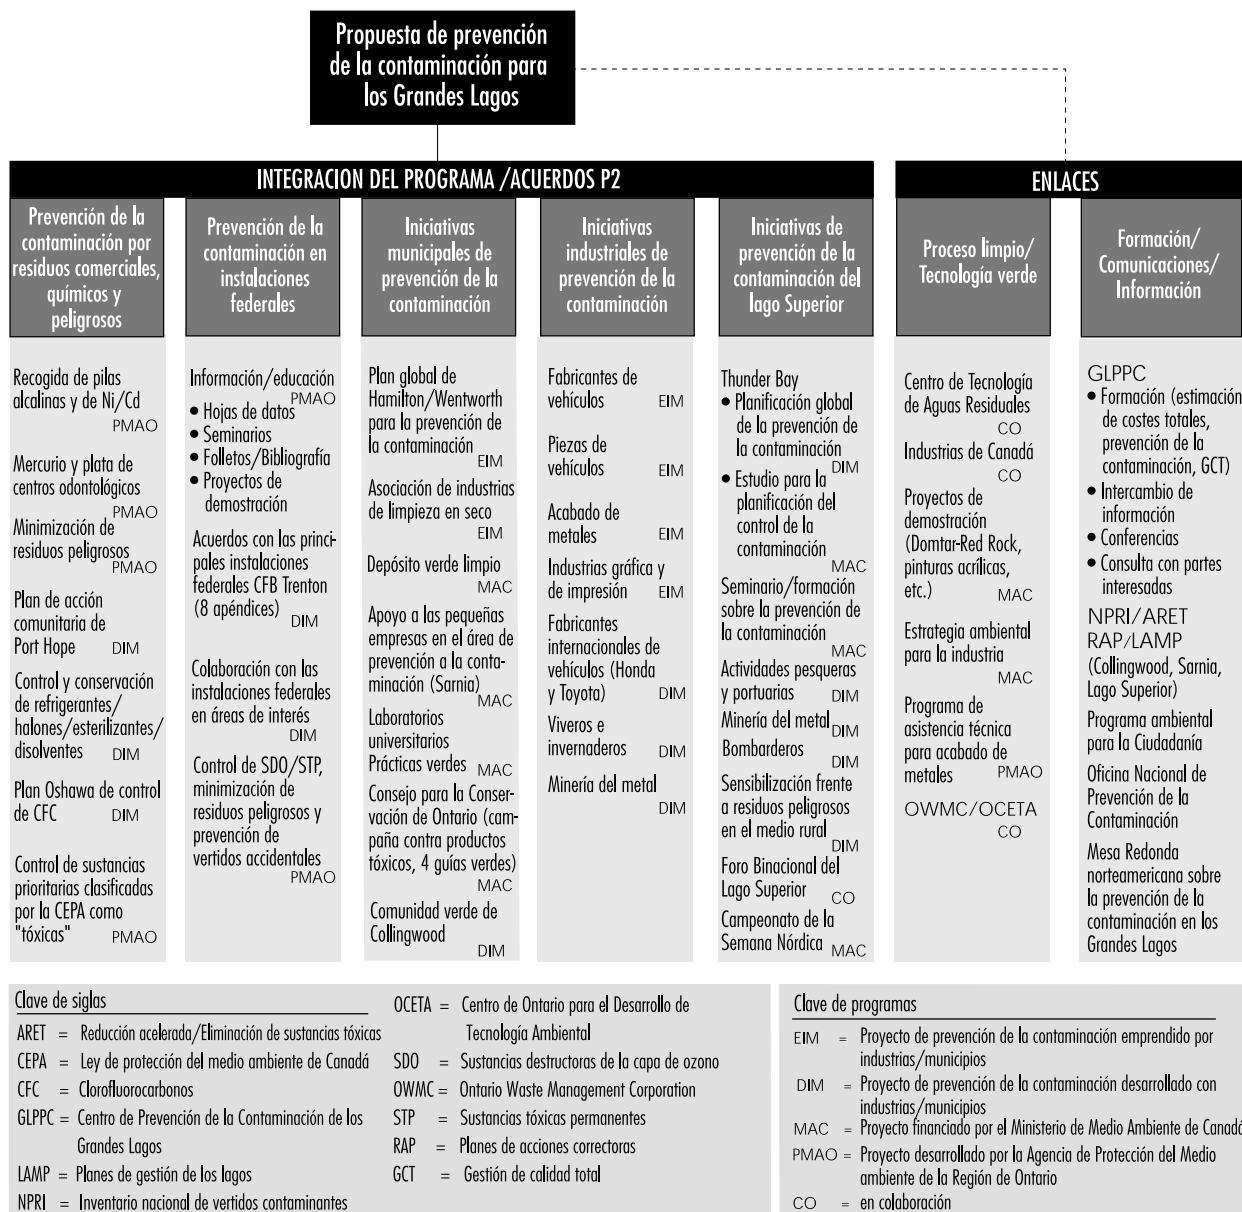 Propuesta de prevención
de la contaminación para
los Grandes Lagos
INTEGRACION DEL PROGRAMA /ACUERDOS P2
Prevención de la
contaminación por
residuos comerciales,
químicos y
peligrosos
Recogida de pilas
alcalinas y de Ni/Cd
PMAO
Mercurio y plata de
centros odontológicos
PMAO
Minimización de
residuos peligrosos
PMAO
Plan de acción
comunitaria de
Port Hope DIM
Control y conservación
de refrigerantes/
halones/esterilizantes/
disolventes DIM
Plan Oshawa de control
de CFC DIM
Control de sustancias
prioritarias clasificadas
por la CEPA como
"tóxicas" PMAO
Prevención de la
contaminación en
instalaciones
federales
Información/educación
PMAO
• Hojas de datos
• Seminarios
• Folletos/Bibliografía
• Proyectos de
demostración
Acuerdos con las princi-
pales instalaciones
federales CFB Trenton
(8 apéndices) DIM
Colaboración con las
instalaciones federales
en áreas de interés
DIM
Control de SDO/STP,
minimización de
residuos peligrosos y
prevención de
vertidos accidentales
PMAO
Iniciativas
municipales de
prevención de la
contaminación
Plan global de
Hamilton/Wentworth
para la prevención de
la contaminación
EIM
Asociación de industrias
de limpieza en seco
EIM
Depósito verde limpio
MAC
Apoyo a las pequeñas
empresas en el área de
prevención a la conta-
minación (Sarnia)
MAC
Laboratorios
universitarios
Prácticas verdes MAC
Consejo para la Conser-
vación de Ontario (cam-
paña contra productos
tóxicos, 4 guías verdes)
MAC
Comunidad verde de
Collingwood
DIM
Iniciativas
industriales de
prevención de la
contaminación
Fabricantes de
vehículos EIM
Piezas de
vehículos EIM
Acabado de
metales EIM
Industrias gráfica y
de impresión EIM
Fabricantes
internacionales de
vehículos (Honda
y Toyota) DIM
Viveros e
invernaderos DIM
Minería del metal
DIM
Iniciativas de
prevención de la
contaminación del
lago Superior
Thunder Bay
• Planificación global
de la prevención de
la contaminación
DIM
• Estudio para la
planificación del
control de la
contaminación
MAC
Seminario/formación
sobre la prevención de
la contaminación
MAC
Actividades pesqueras
y portuarias DIM
Minería del metal DIM
Bombarderos
DIM
Sensibilización frente
a residuos peligrosos
en el medio rural
DIM
Foro Binacional del
Lago Superior CO
Campeonato de la
Semana Nórdica MAC
ENLACES
Proceso limpio/
Tecnología verde
Centro de Tecnología
de Aguas Residuales
CO
Industrias de Canadá
CO
Proyectos de
demostración
(Domtar-Red Rock,
pinturas acrílicas,
etc.) MAC
Estrategia ambiental
para la industria
MAC
Programa de
asistencia técnica
para acabado de
metales PMAO
OWMC/OCETA
CO
Formación/
Comunicaciones/
Información
GLPPC
• Formación (estimación
de costes totales,
prevención de la
contaminación, GCT)
• Intercambio de
información
• Conferencias
• Consulta con partes
interesadas
NPRI/ARET
RAP/LAMP
(Collingwood, Sarnia,
Lago Superior)
Programa ambiental
para la Ciudadanía
Oficina Nacional de
Prevención de la
Contaminación
Mesa Redonda
norteamericana sobre
la prevención de la
contaminación en los
Grandes Lagos
Clave de siglas
ARET = Reducción acelerada/Eliminación de sustancias tóxicas
CEPA = Ley de protección del medio ambiente de Canadá
CFC = Clorofluorocarbonos
GLPPC = Centro de Prevención de la Contaminación de los
Grandes Lagos
LAMP = Planes de gestión de los lagos
NPRI = Inventario nacional de vertidos contaminantes
OCETA = Centro de Ontario para el Desarrollo de
Tecnología Ambiental
SDO = Sustancias destructoras de la capa de ozono
OWMC = Ontario Waste Management Corporation
STP = Sustancias tóxicas permanentes
RAP = Planes de acciones correctoras
GCT = Gestión de calidad total
Clave de programas
EIM = Proyecto de prevención de la contaminación emprendido por
industrias/municipios
DIM = Proyecto de prevención de la contaminación desarrollado con
industrias/municipios
MAC = Proyecto financiado por el Ministerio de Medio Ambiente de Canadá
PMAO = Proyecto desarrollado por la Agencia de Protección del Medio
ambiente de la Región de Ontario
CO = en colaboración